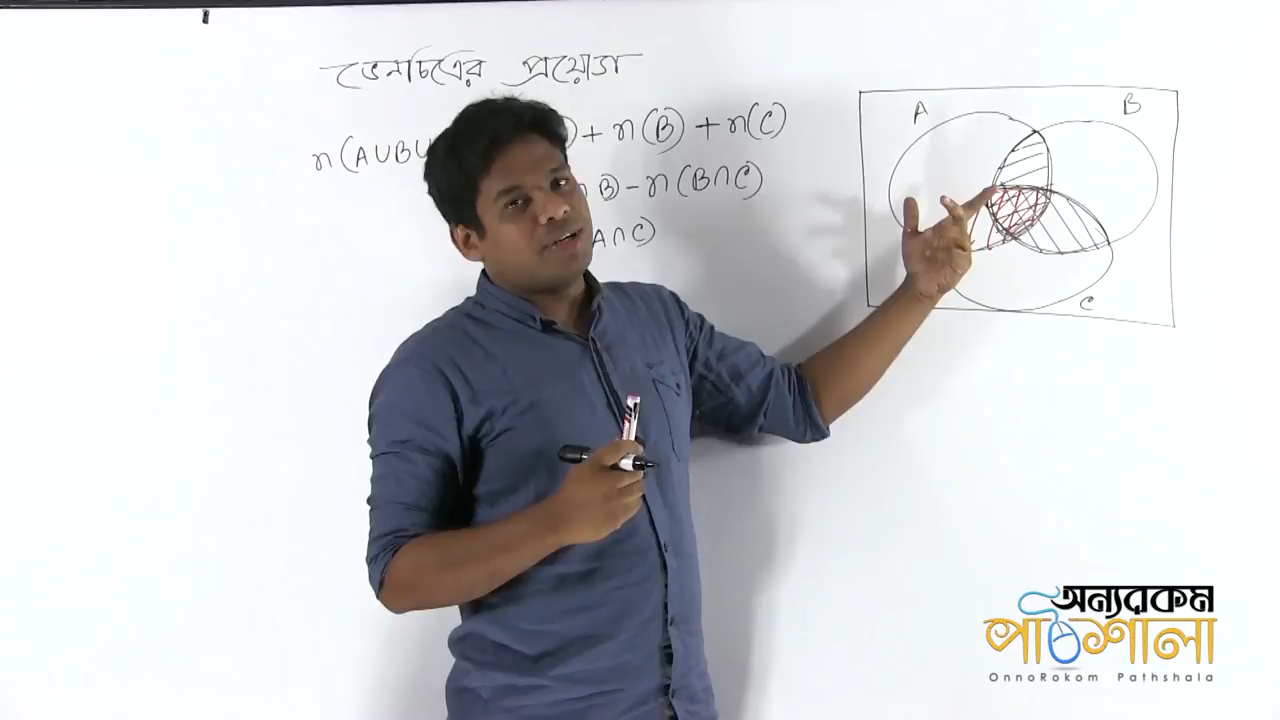 ভেনচিত্রের প্রয়োগ
n(A∪B∪ ) + n(B) + n(C)
∩B) - n(B∩C)
A∩C)
A
B
C
অন্যরকম
পাঠশালা
OnnoRokom Pathshala